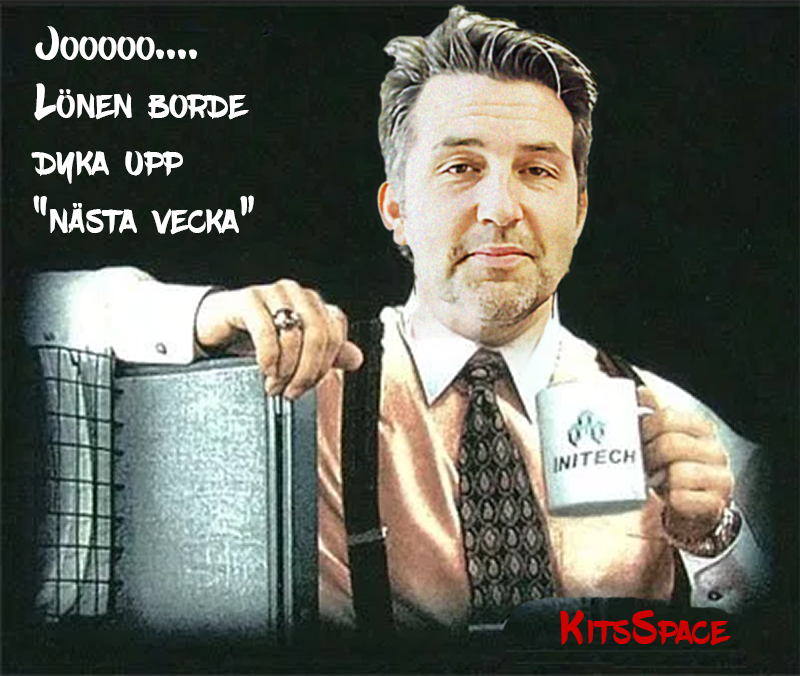 Jooooo....
Lönen borde
dyka upp
"nästa vecka"
INITECH
KitsSpace